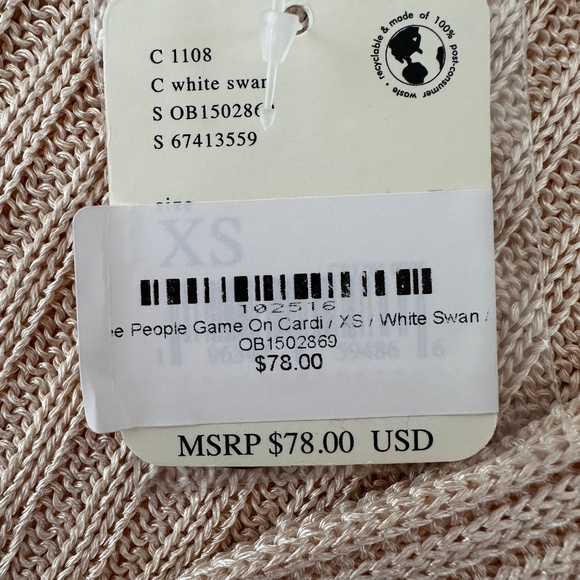 C 1108
C white swan
S OB1502869
S 67413559
recyclable & made of 100% post-consumer waste
size
XS
102516
ee People Game On Cardi / XS / White Swan /
OB1502869
$78.00
MSRP $78.00 USD